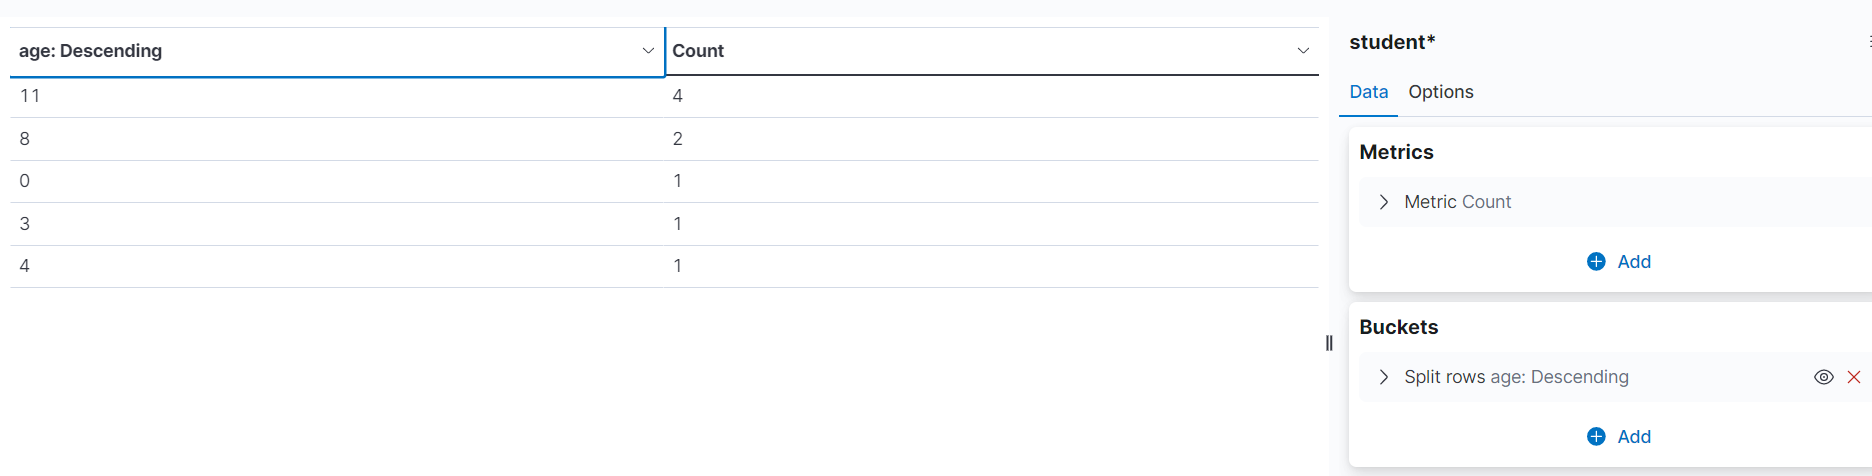 age: Descending Count
11 4
8 2
0 1
3 1
4 1
student*
Data Options
Metrics
Metric Count
Add
Buckets
Split rows age: Descending
Add